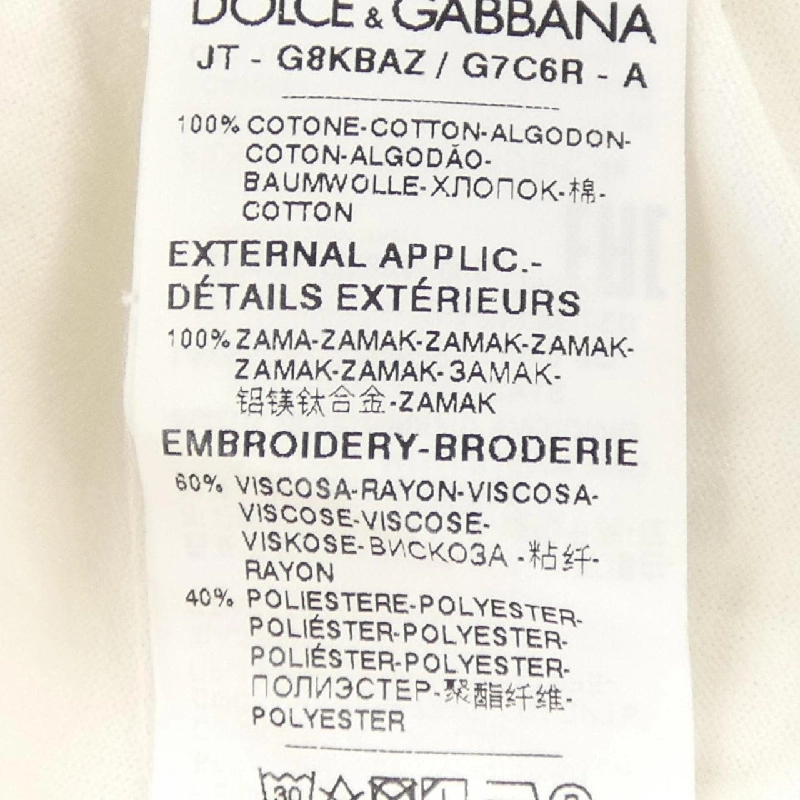 DOLCE & GABBANA
JT - G8KBAZ / G7C6R - A
100% COTONE-COTTON-ALGODON-
COTON-ALGODÃO-
BAUMWOLLE-ХЛОПОК-棉-
COTTON
EXTERNAL APPLIC.-
DÉTAILS EXTÉRIEURS
100% ZAMA-ZAMAK-ZAMAK-ZAMAK-
ZAMAK-ZAMAK-ЗАМАК-
铝镁钛合金-ZAMAK
EMBROIDERY-BRODERIE
60% VISCOSA-RAYON-VISCOSA-
VISCOSE-VISCOSE-
VISKOSE-ВИСКОЗА -粘纤-
RAYON
40% POLIESTERE-POLYESTER-
POLIÉSTER-POLYESTER-
POLIÉSTER-POLYESTER-
ПОЛИЭСТЕР-聚酯纤维-
POLYESTER
30